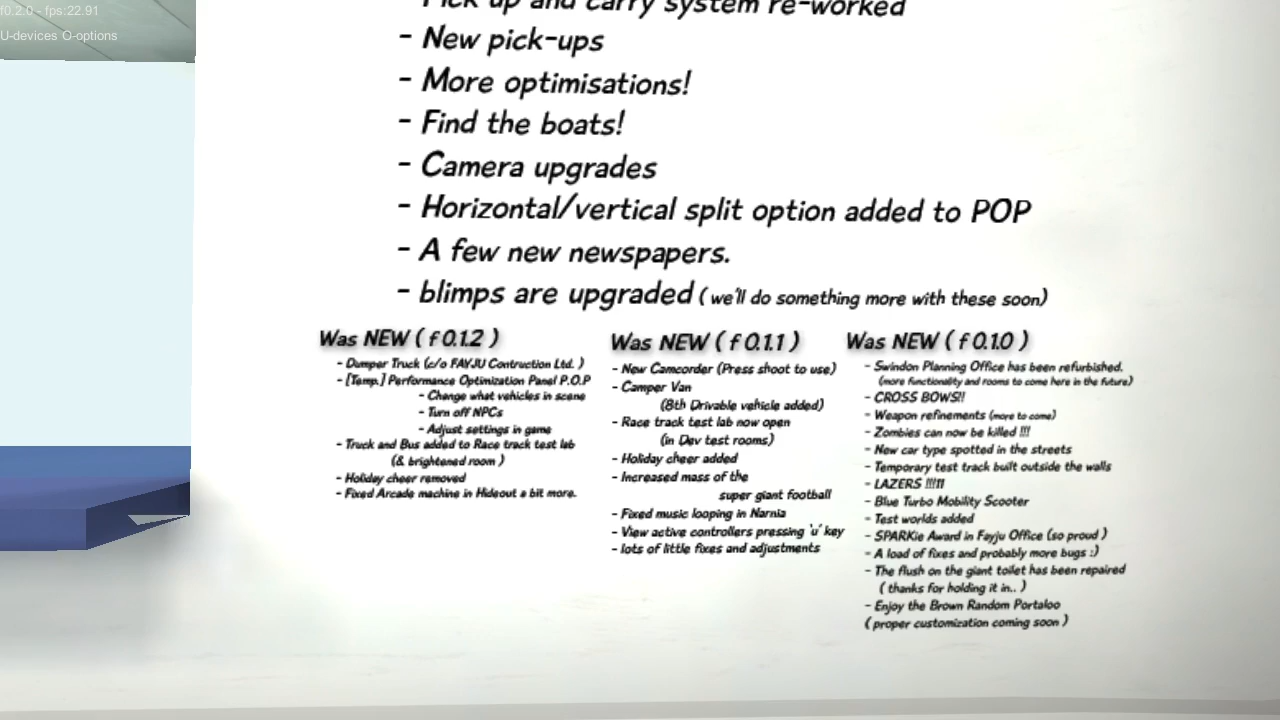 f0.2.0 - fps:22.91
U-devices O-options
Pick up and carry system re-worked
- New pick-ups
- More optimisations!
- Find the boats!
- Camera upgrades
- Horizontal/vertical split option added to POP
- A few new newspapers.
- blimps are upgraded ( we'll do something more with these soon)
Was NEW ( f 0.1.2 )
- Dumper Truck (c/o FAYJU Contruction Ltd. )
- [Temp.] Performance Optimization Panel P.O.P
- Change what vehicles in scene
- Turn off NPCs
- Adjust settings in game
- Truck and Bus added to Race track test lab
(& brightened room )
- Holiday cheer removed
- Fixed Arcade machine in Hideout a bit more.
Was NEW ( f 0.1.1 )
- New Camcorder (Press shoot to use)
- Camper Van
(8th Drivable vehicle added)
- Race track test lab now open
(in Dev test rooms)
- Holiday cheer added
- Increased mass of the
super giant football
- Fixed music looping in Narnia
- View active controllers pressing 'u' key
- lots of little fixes and adjustments
Was NEW ( f 0.1.0 )
- Swindon Planning Office has been refurbished.
(more functionality and rooms to come here in the future)
- CROSS BOWS!!
- Weapon refinements (more to come)
- Zombies can now be killed !!!
- New car type spotted in the streets
- Temporary test track built outside the walls
- LAZERS !!!11
- Blue Turbo Mobility Scooter
- Test worlds added
- SPARKie Award in Fayju Office (so proud )
- A load of fixes and probably more bugs :)
- The flush on the giant toilet has been repaired
( thanks for holding it in.. )
- Enjoy the Brown Random Portaloo
( proper customization coming soon )